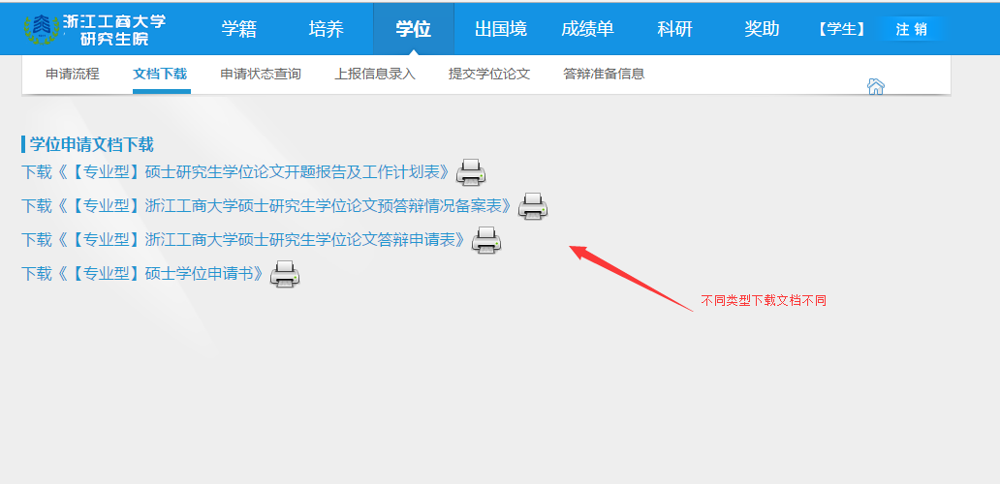 浙江工商大学
研究生院
学籍 培养 学位 出国境 成绩单 科研 奖助 【学生】 注 销
申请流程 文档下载 申请状态查询 上报信息录入 提交学位论文 答辩准备信息
学位申请文档下载
下载《【专业型】硕士研究生学位论文开题报告及工作计划表》
下载《【专业型】浙江工商大学硕士研究生学位论文预答辩情况备案表》
下载《【专业型】浙江工商大学硕士研究生学位论文答辩申请表》
下载《【专业型】硕士学位申请书》
不同类型下载文档不同